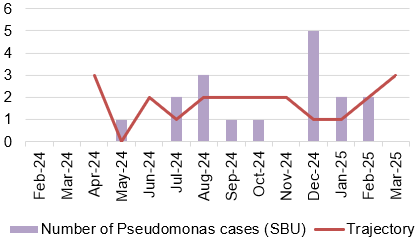 6
5
4
3
2
1
0
Feb-24
Mar-24
Apr-24
May-24
Jun-24
Jul-24
Aug-24
Sep-24
Oct-24
Nov-24
Dec-24
Jan-25
Feb-25
Mar-25
Number of Pseudomonas cases (SBU) Trajectory